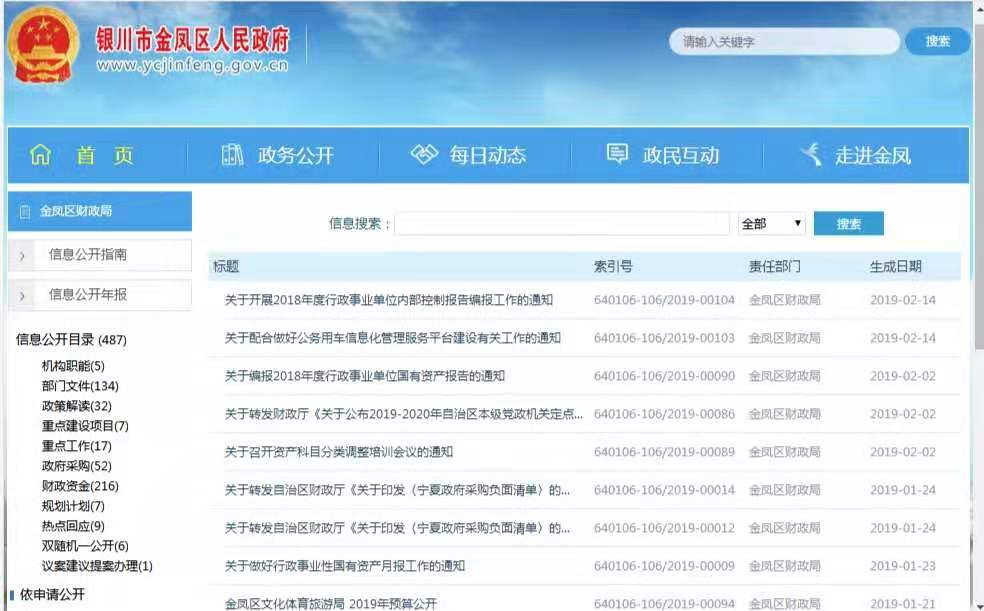 银川市金凤区人民政府
www.ycjinfeng.gov.cn
请输入关键字 搜索
首 页 政务公开 每日动态 政民互动 走进金凤
金凤区财政局
信息公开指南
信息公开年报
信息公开目录 (487)
机构职能(5)
部门文件(134)
政策解读(32)
重点建设项目(7)
重点工作(17)
政府采购(52)
财政资金(216)
规划计划(7)
热点回应(9)
双随机一公开(6)
议案建议提案办理(1)
依申请公开
信息搜索： 全部 搜索
标题 索引号 责任部门 生成日期
关于开展2018年度行政事业单位内部控制报告编报工作的通知 640106-106/2019-00104 金凤区财政局 2019-02-14
关于配合做好公务用车信息化管理服务平台建设有关工作的通知 640106-106/2019-00103 金凤区财政局 2019-02-14
关于编报2018年度行政事业单位国有资产报告的通知 640106-106/2019-00090 金凤区财政局 2019-02-02
关于转发财政厅《关于公布2019-2020年自治区本级党政机关定点... 640106-106/2019-00086 金凤区财政局 2019-02-02
关于召开资产科目分类调整培训会议的通知 640106-106/2019-00089 金凤区财政局 2019-02-02
关于转发自治区财政厅《关于印发〈宁夏政府采购负面清单〉的... 640106-106/2019-00014 金凤区财政局 2019-01-24
关于转发自治区财政厅《关于印发〈宁夏政府采购负面清单〉的... 640106-106/2019-00012 金凤区财政局 2019-01-24
关于做好行政事业性国有资产月报工作的通知 640106-106/2019-00091 金凤区财政局 2019-01-23
金凤区文化体育旅游局 2019年预算公开 640106-106/2019-00094 金凤区财政局 2019-01-21